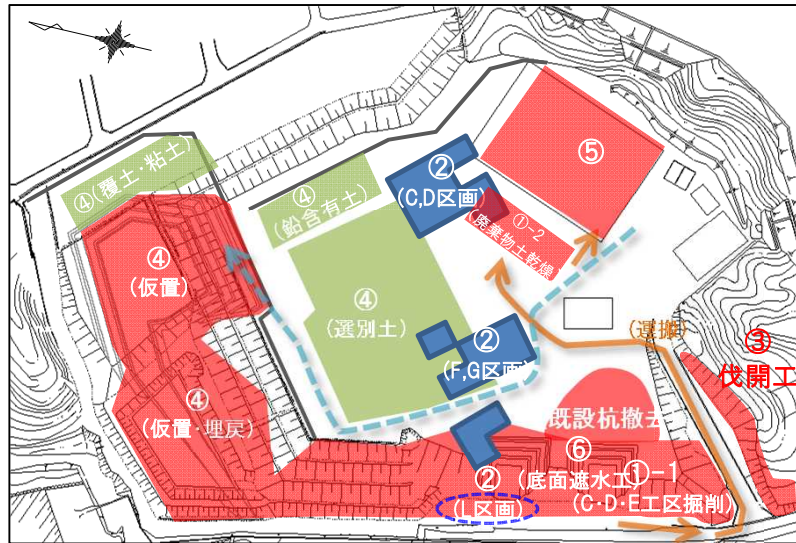 ④(覆土・粘土)
④
(鉛含有土)
②
(C,D区画)
⑤
①-2
(廃棄物土乾燥
④
(仮置)
④
(選別土)
②
(F,G区画)
(運搬)
③
伐開工
④
(仮置・埋戻)
既設杭撤去
⑥
(底面遮水工)
①-1
(C・D・E工区掘削)
②
(L区画)